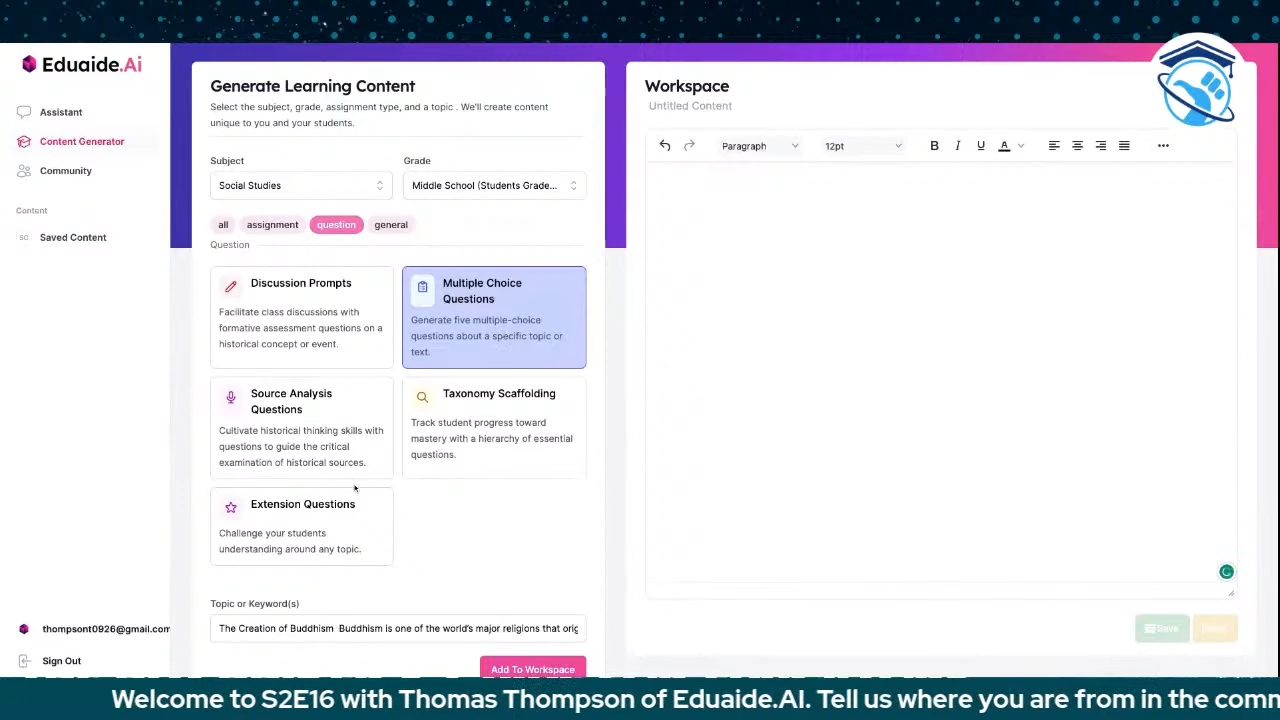 Eduaide.Ai
Assistant
Content Generator
Community
Content
SC Saved Content
thompsont0926@gmail.com
Sign Out
Generate Learning Content
Select the subject, grade, assignment type, and a topic . We'll create content
unique to you and your students.
Subject
Grade
Social Studies
Middle School (Students Grade...
all
assignment
question
general
Question
Discussion Prompts
Facilitate class discussions with
formative assessment questions on a
historical concept or event.
Multiple Choice
Questions
Generate five multiple-choice
questions about a specific topic or
text.
Source Analysis
Questions
Cultivate historical thinking skills with
questions to guide the critical
examination of historical sources.
Taxonomy Scaffolding
Track student progress toward
mastery with a hierarchy of essential
questions.
Extension Questions
Challenge your students
understanding around any topic.
Topic or Keyword(s)
The Creation of Buddhism Buddhism is one of the world's major religions that orig
Add To Workspace
Workspace
Untitled Content
Paragraph
12pt
B I U A
Save
Welcome to S2E16 with Thomas Thompson of Eduaide.AI. Tell us where you are from in the comm